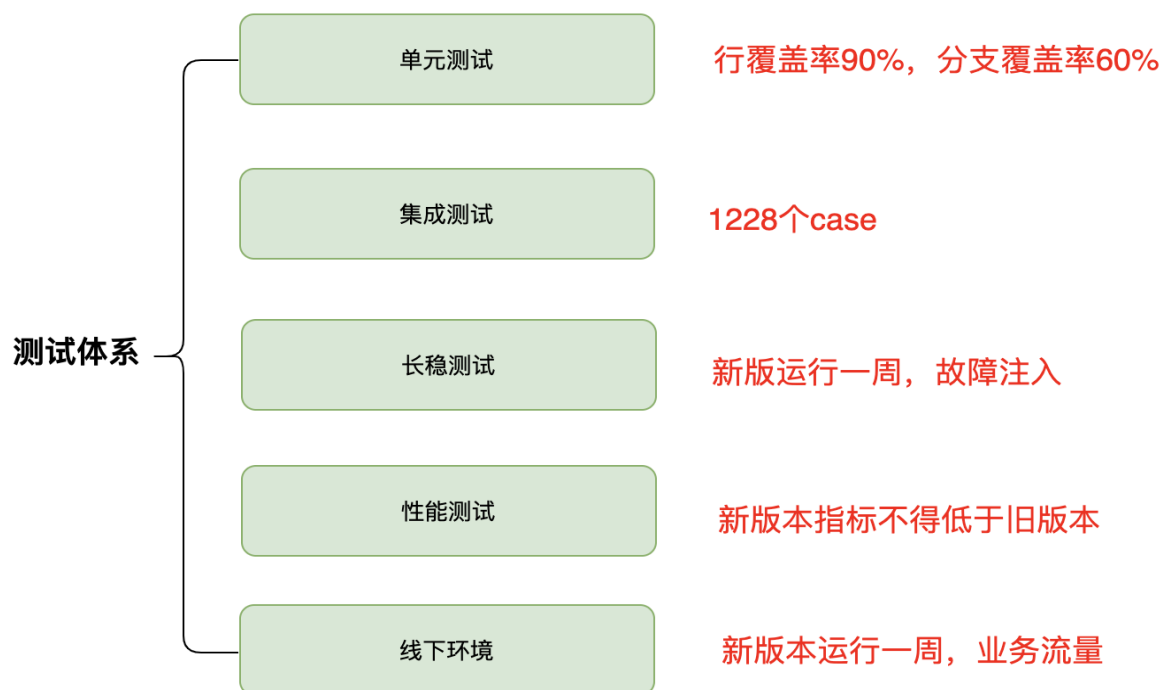 单元测试
行覆盖率90%，分支覆盖率60%
集成测试
1228个case
测试体系
长稳测试
新版运行一周，故障注入
性能测试
新版本指标不得低于旧版本
线下环境
新版本运行一周，业务流量